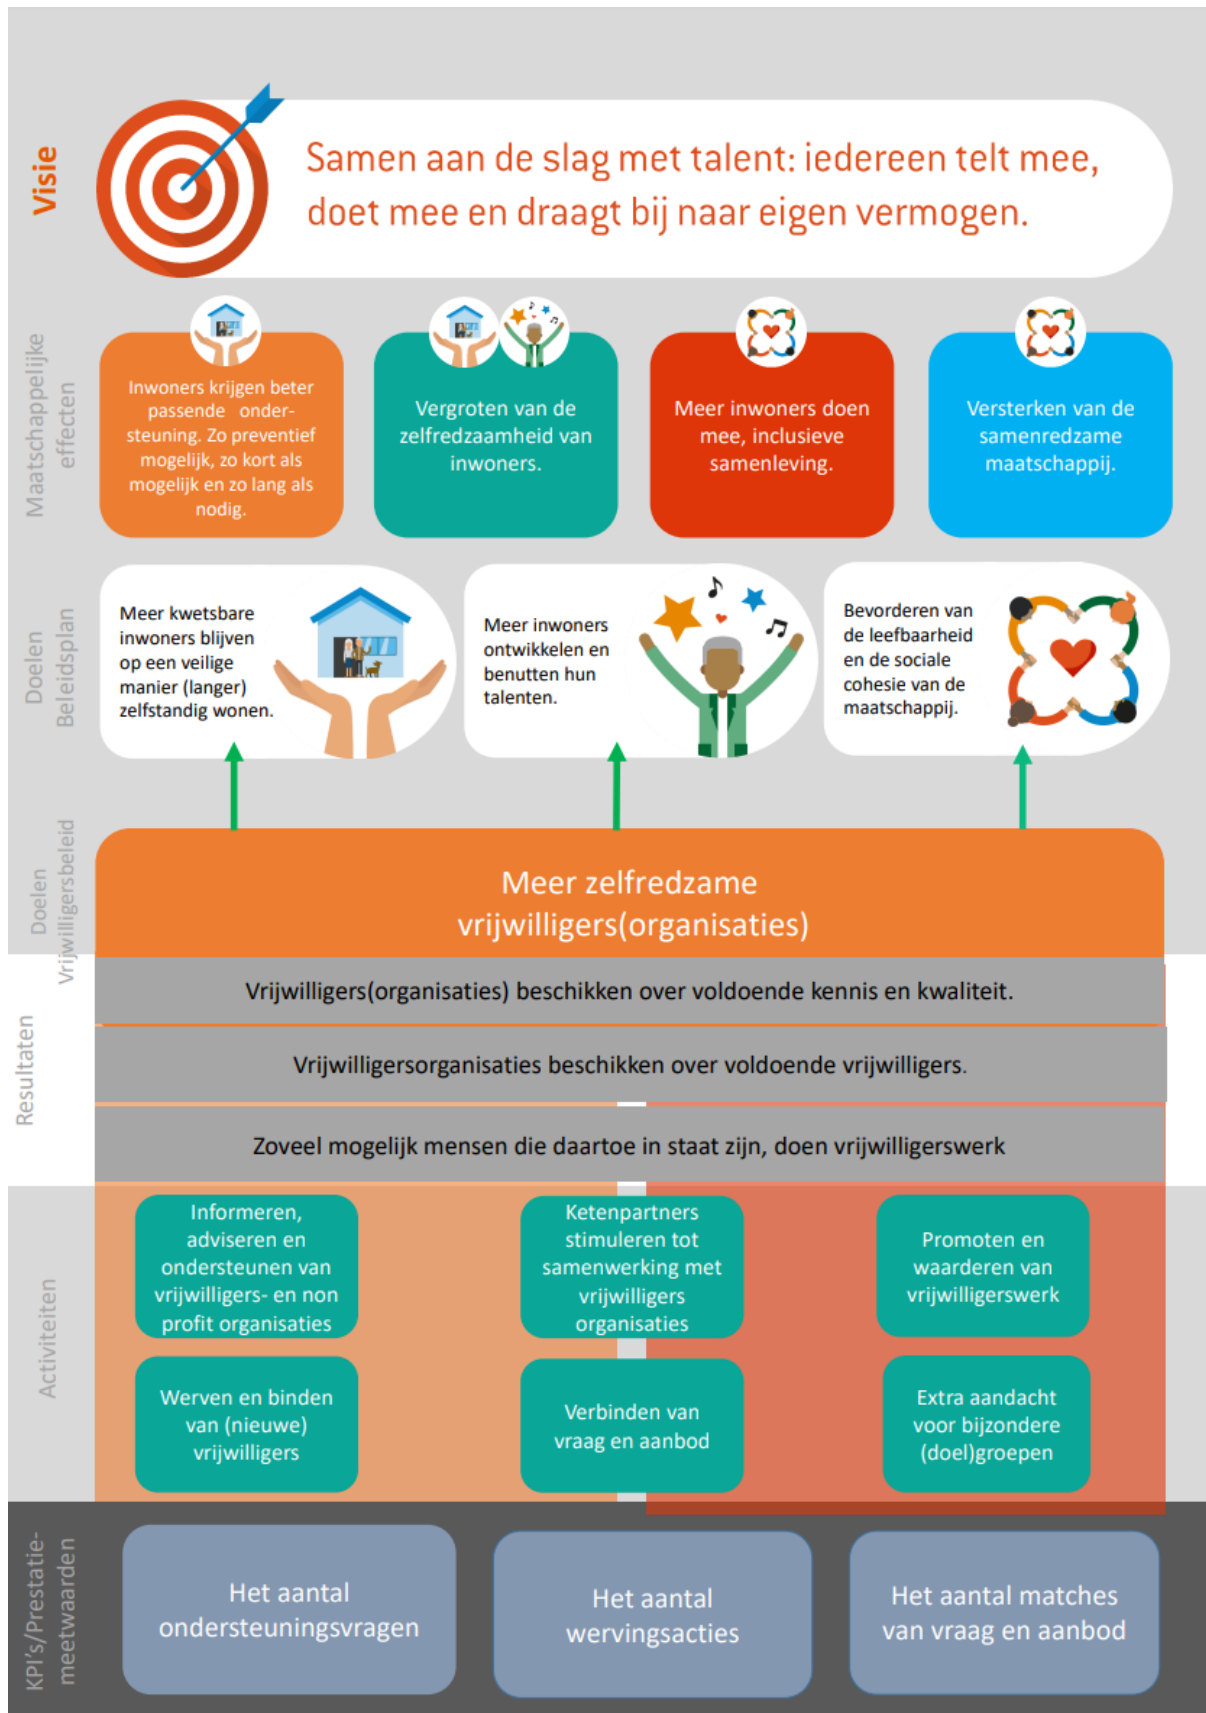 Visie
Samen aan de slag met talent: iedereen telt mee,
doet mee en draagt bij naar eigen vermogen.
Maatschappelijke
effecten
Inwoners krijgen beter
passende onder-
steuning. Zo preventief
mogelijk, zo kort als
mogelijk en zo lang als
nodig.
Vergroten van de
zelfredzaamheid van
inwoners.
Meer inwoners doen
mee, inclusieve
samenleving.
Versterken van de
samenredzame
maatschappij.
Doelen
Beleidsplan
Meer kwetsbare
inwoners blijven
op een veilige
manier (langer)
zelfstandig wonen.
Meer inwoners
ontwikkelen en
benutten hun
talenten.
Bevorderen van
de leefbaarheid
en de sociale
cohesie van de
maatschappij.
Doelen
Vrijwilligersbeleid
Meer zelfredzame
vrijwilligers(organisaties)
Resultaten
Vrijwilligers(organisaties) beschikken over voldoende kennis en kwaliteit.
Vrijwilligersorganisaties beschikken over voldoende vrijwilligers.
Zoveel mogelijk mensen die daartoe in staat zijn, doen vrijwilligerswerk
Activiteiten
Informeren,
adviseren en
ondersteunen van
vrijwilligers- en non
profit organisaties
Ketenpartners
stimuleren tot
samenwerking met
vrijwilligers
organisaties
Promoten en
waarderen van
vrijwilligerswerk
Werven en binden
van (nieuwe)
vrijwilligers
Verbinden van
vraag en aanbod
Extra aandacht
voor bijzondere
(doel)groepen
KPI's/Prestatie-
meetwaarden
Het aantal
ondersteuningsvragen
Het aantal
wervingsacties
Het aantal matches
van vraag en aanbod